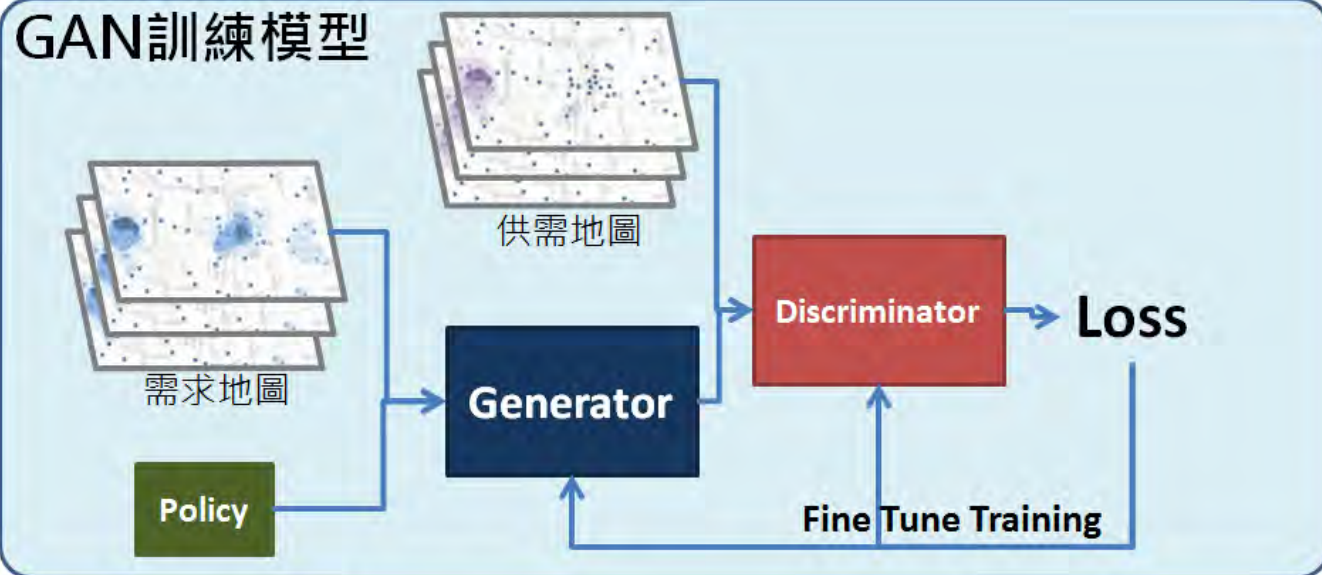 GAN訓練模型
供需地圖
需求地圖
Discriminator
Loss
Generator
Policy
Fine Tune Training